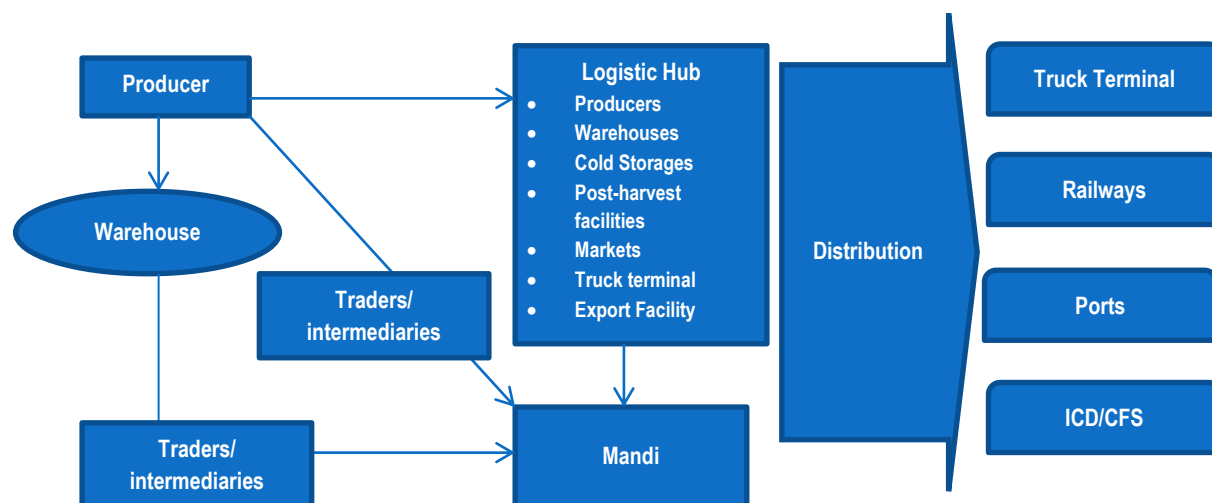 Producer
Warehouse
Traders/
intermediaries
Traders/
intermediaries
Logistic Hub
• Producers
• Warehouses
• Cold Storages
• Post-harvest
facilities
• Markets
• Truck terminal
• Export Facility
Mandi
Distribution
Truck Terminal
Railways
Ports
ICD/CFS